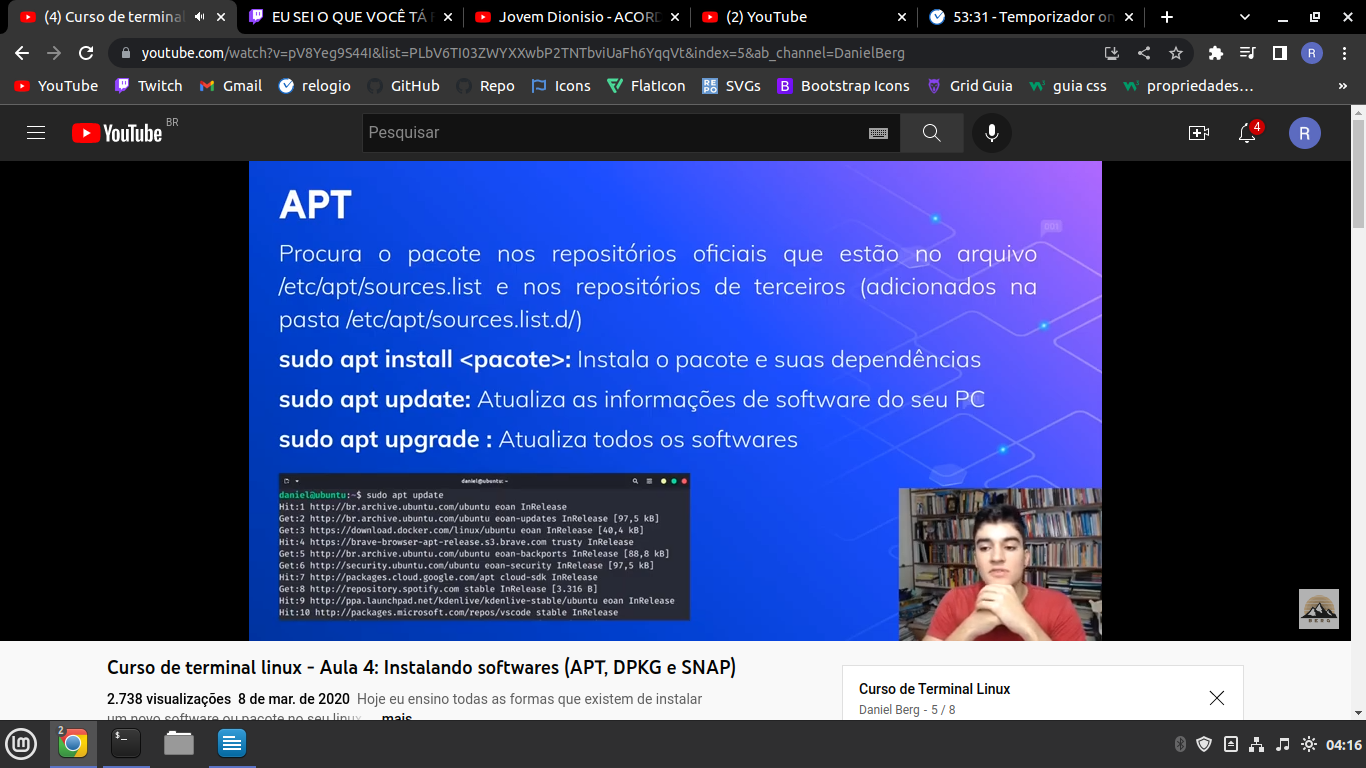 (4) Curso de terminal
EU SEI O QUE VOCÊ TÁ
Jovem Dionisio - ACORD
(2) YouTube
53:31 - Temporizador on
youtube.com/watch?v=pV8Yeg9S44I&list=PLbV6TI03ZWYXXwbP2TNTbviUaFh6YqqVt&index=5&ab_channel=DanielBerg
R
YouTube
Twitch
Gmail
relogio
GitHub
Repo
Icons
FlatIcon
SVGs
Bootstrap Icons
Grid Guia
guia css
propriedades…
»
YouTube BR
Pesquisar
4
R
APT
Procura o pacote nos repositórios oficiais que estão no arquivo
/etc/apt/sources.list e nos repositórios de terceiros (adicionados na
pasta /etc/apt/sources.list.d/)
sudo apt install <pacote>: Instala o pacote e suas dependências
sudo apt update: Atualiza as informações de software do seu PC
sudo apt upgrade : Atualiza todos os softwares
daniel@ubuntu: ~
daniel@ubuntu:~$ sudo apt update
Hit:1 http://br.archive.ubuntu.com/ubuntu eoan InRelease
Get:2 http://br.archive.ubuntu.com/ubuntu eoan-updates InRelease [97,5 kB]
Get:3 https://download.docker.com/linux/ubuntu eoan InRelease [40,4 kB]
Hit:4 https://brave-browser-apt-release.s3.brave.com trusty InRelease
Get:5 http://br.archive.ubuntu.com/ubuntu eoan-backports InRelease [88,8 kB]
Get:6 http://security.ubuntu.com/ubuntu eoan-security InRelease [97,5 kB]
Hit:7 http://packages.cloud.google.com/apt cloud-sdk InRelease
Get:8 http://repository.spotify.com stable InRelease [3.316 B]
Hit:9 http://ppa.launchpad.net/kdenlive/kdenlive-stable/ubuntu eoan InRelease
Hit:10 http://packages.microsoft.com/repos/vscode stable InRelease
BERG
Curso de terminal linux - Aula 4: Instalando softwares (APT, DPKG e SNAP)
2.738 visualizações 8 de mar. de 2020 Hoje eu ensino todas as formas que existem de instalar
um novo software ou pacote no seu linux. ... mais
Curso de Terminal Linux
Daniel Berg - 5 / 8
2
$_
04:16